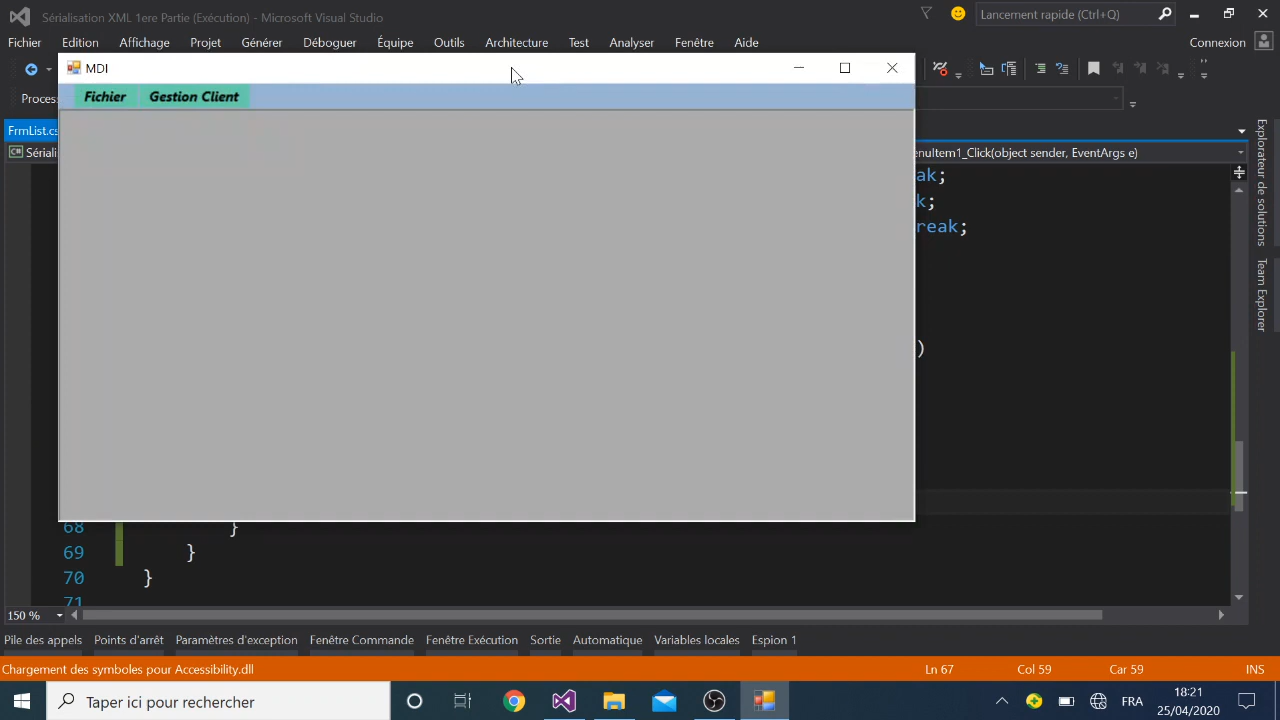 Sérialisation XML 1ere Partie (Exécution) - Microsoft Visual Studio
Lancement rapide (Ctrl+Q)
Fichier Edition Affichage Projet Générer Déboguer Équipe Outils Architecture Test Analyser Fenêtre Aide Connexion
MDI
Fichier Gestion Client
FrmList.cs
enuItem1_Click(object sender, EventArgs e)
ak;
k;
reak;
)
68 }
69 }
70 }
71
Explorateur de solutions
Team Explorer
150 %
Pile des appels Points d'arrêt Paramètres d'exception Fenêtre Commande Fenêtre Exécution Sortie Automatique Variables locales Espion 1
Chargement des symboles pour Accessibility.dll Ln 67 Col 59 Car 59 INS
Taper ici pour rechercher
FRA
18:21
25/04/2020